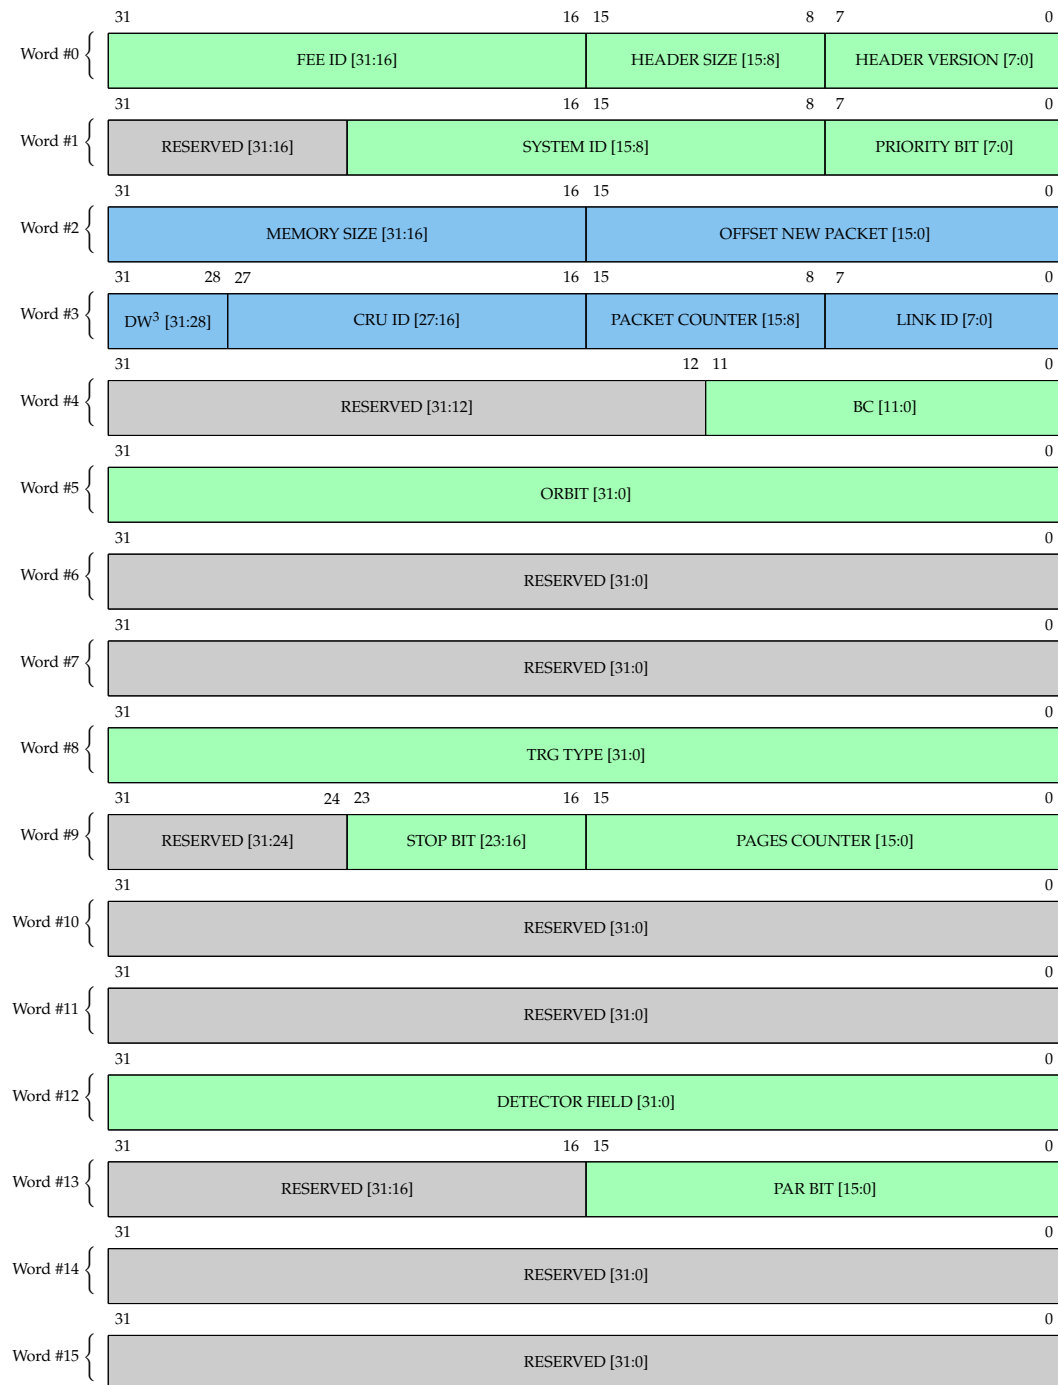 31 16 15 8 7 0
Word #0 FEE ID [31:16] HEADER SIZE [15:8] HEADER VERSION [7:0]
31 16 15 8 7 0
Word #1 RESERVED [31:16] SYSTEM ID [15:8] PRIORITY BIT [7:0]
31 16 15 0
Word #2 MEMORY SIZE [31:16] OFFSET NEW PACKET [15:0]
31 28 27 16 15 8 7 0
Word #3 DW³ [31:28] CRU ID [27:16] PACKET COUNTER [15:8] LINK ID [7:0]
31 12 11 0
Word #4 RESERVED [31:12] BC [11:0]
31 0
Word #5 ORBIT [31:0]
31 0
Word #6 RESERVED [31:0]
31 0
Word #7 RESERVED [31:0]
31 0
Word #8 TRG TYPE [31:0]
31 24 23 16 15 0
Word #9 RESERVED [31:24] STOP BIT [23:16] PAGES COUNTER [15:0]
31 0
Word #10 RESERVED [31:0]
31 0
Word #11 RESERVED [31:0]
31 0
Word #12 DETECTOR FIELD [31:0]
31 16 15 0
Word #13 RESERVED [31:16] PAR BIT [15:0]
31 0
Word #14 RESERVED [31:0]
31 0
Word #15 RESERVED [31:0]